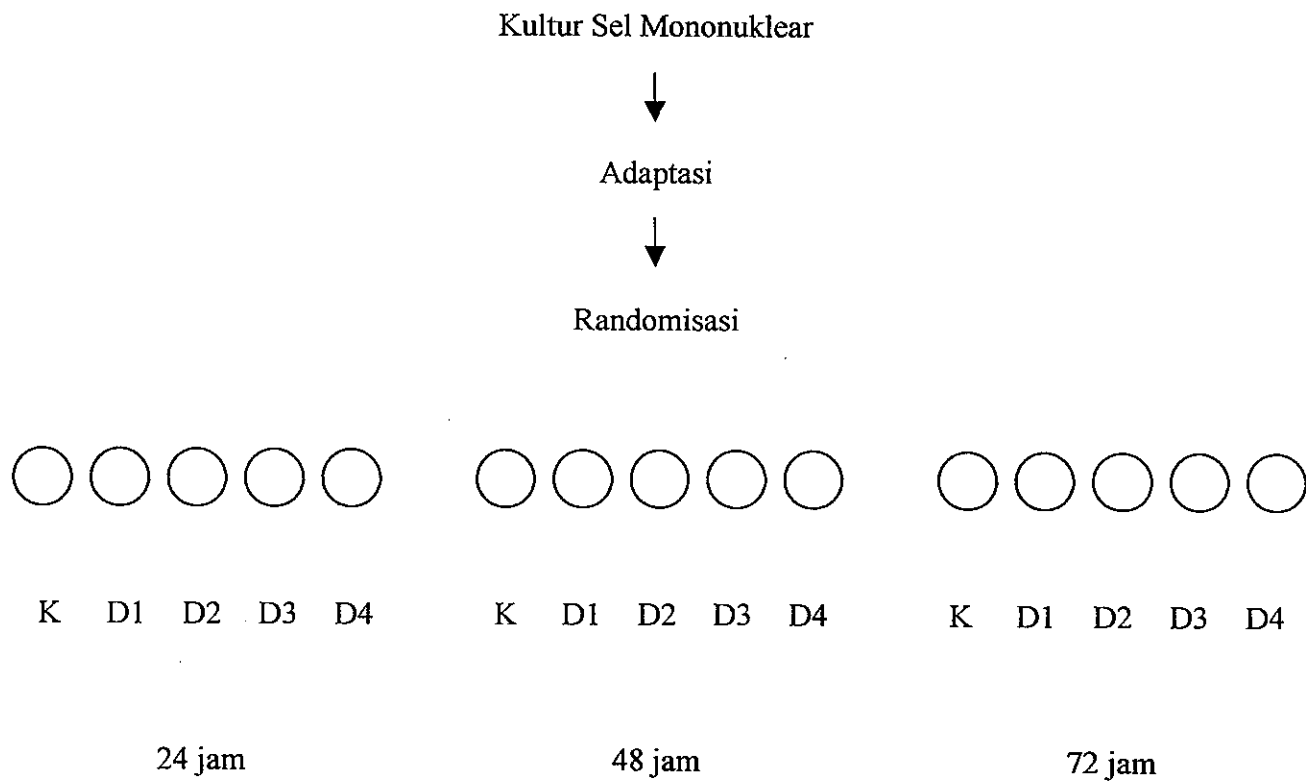 Kultur Sel Mononuklear
Adaptasi
Randomisasi
K D1 D2 D3 D4 K D1 D2 D3 D4 K D1 D2 D3 D4
24 jam 48 jam 72 jam